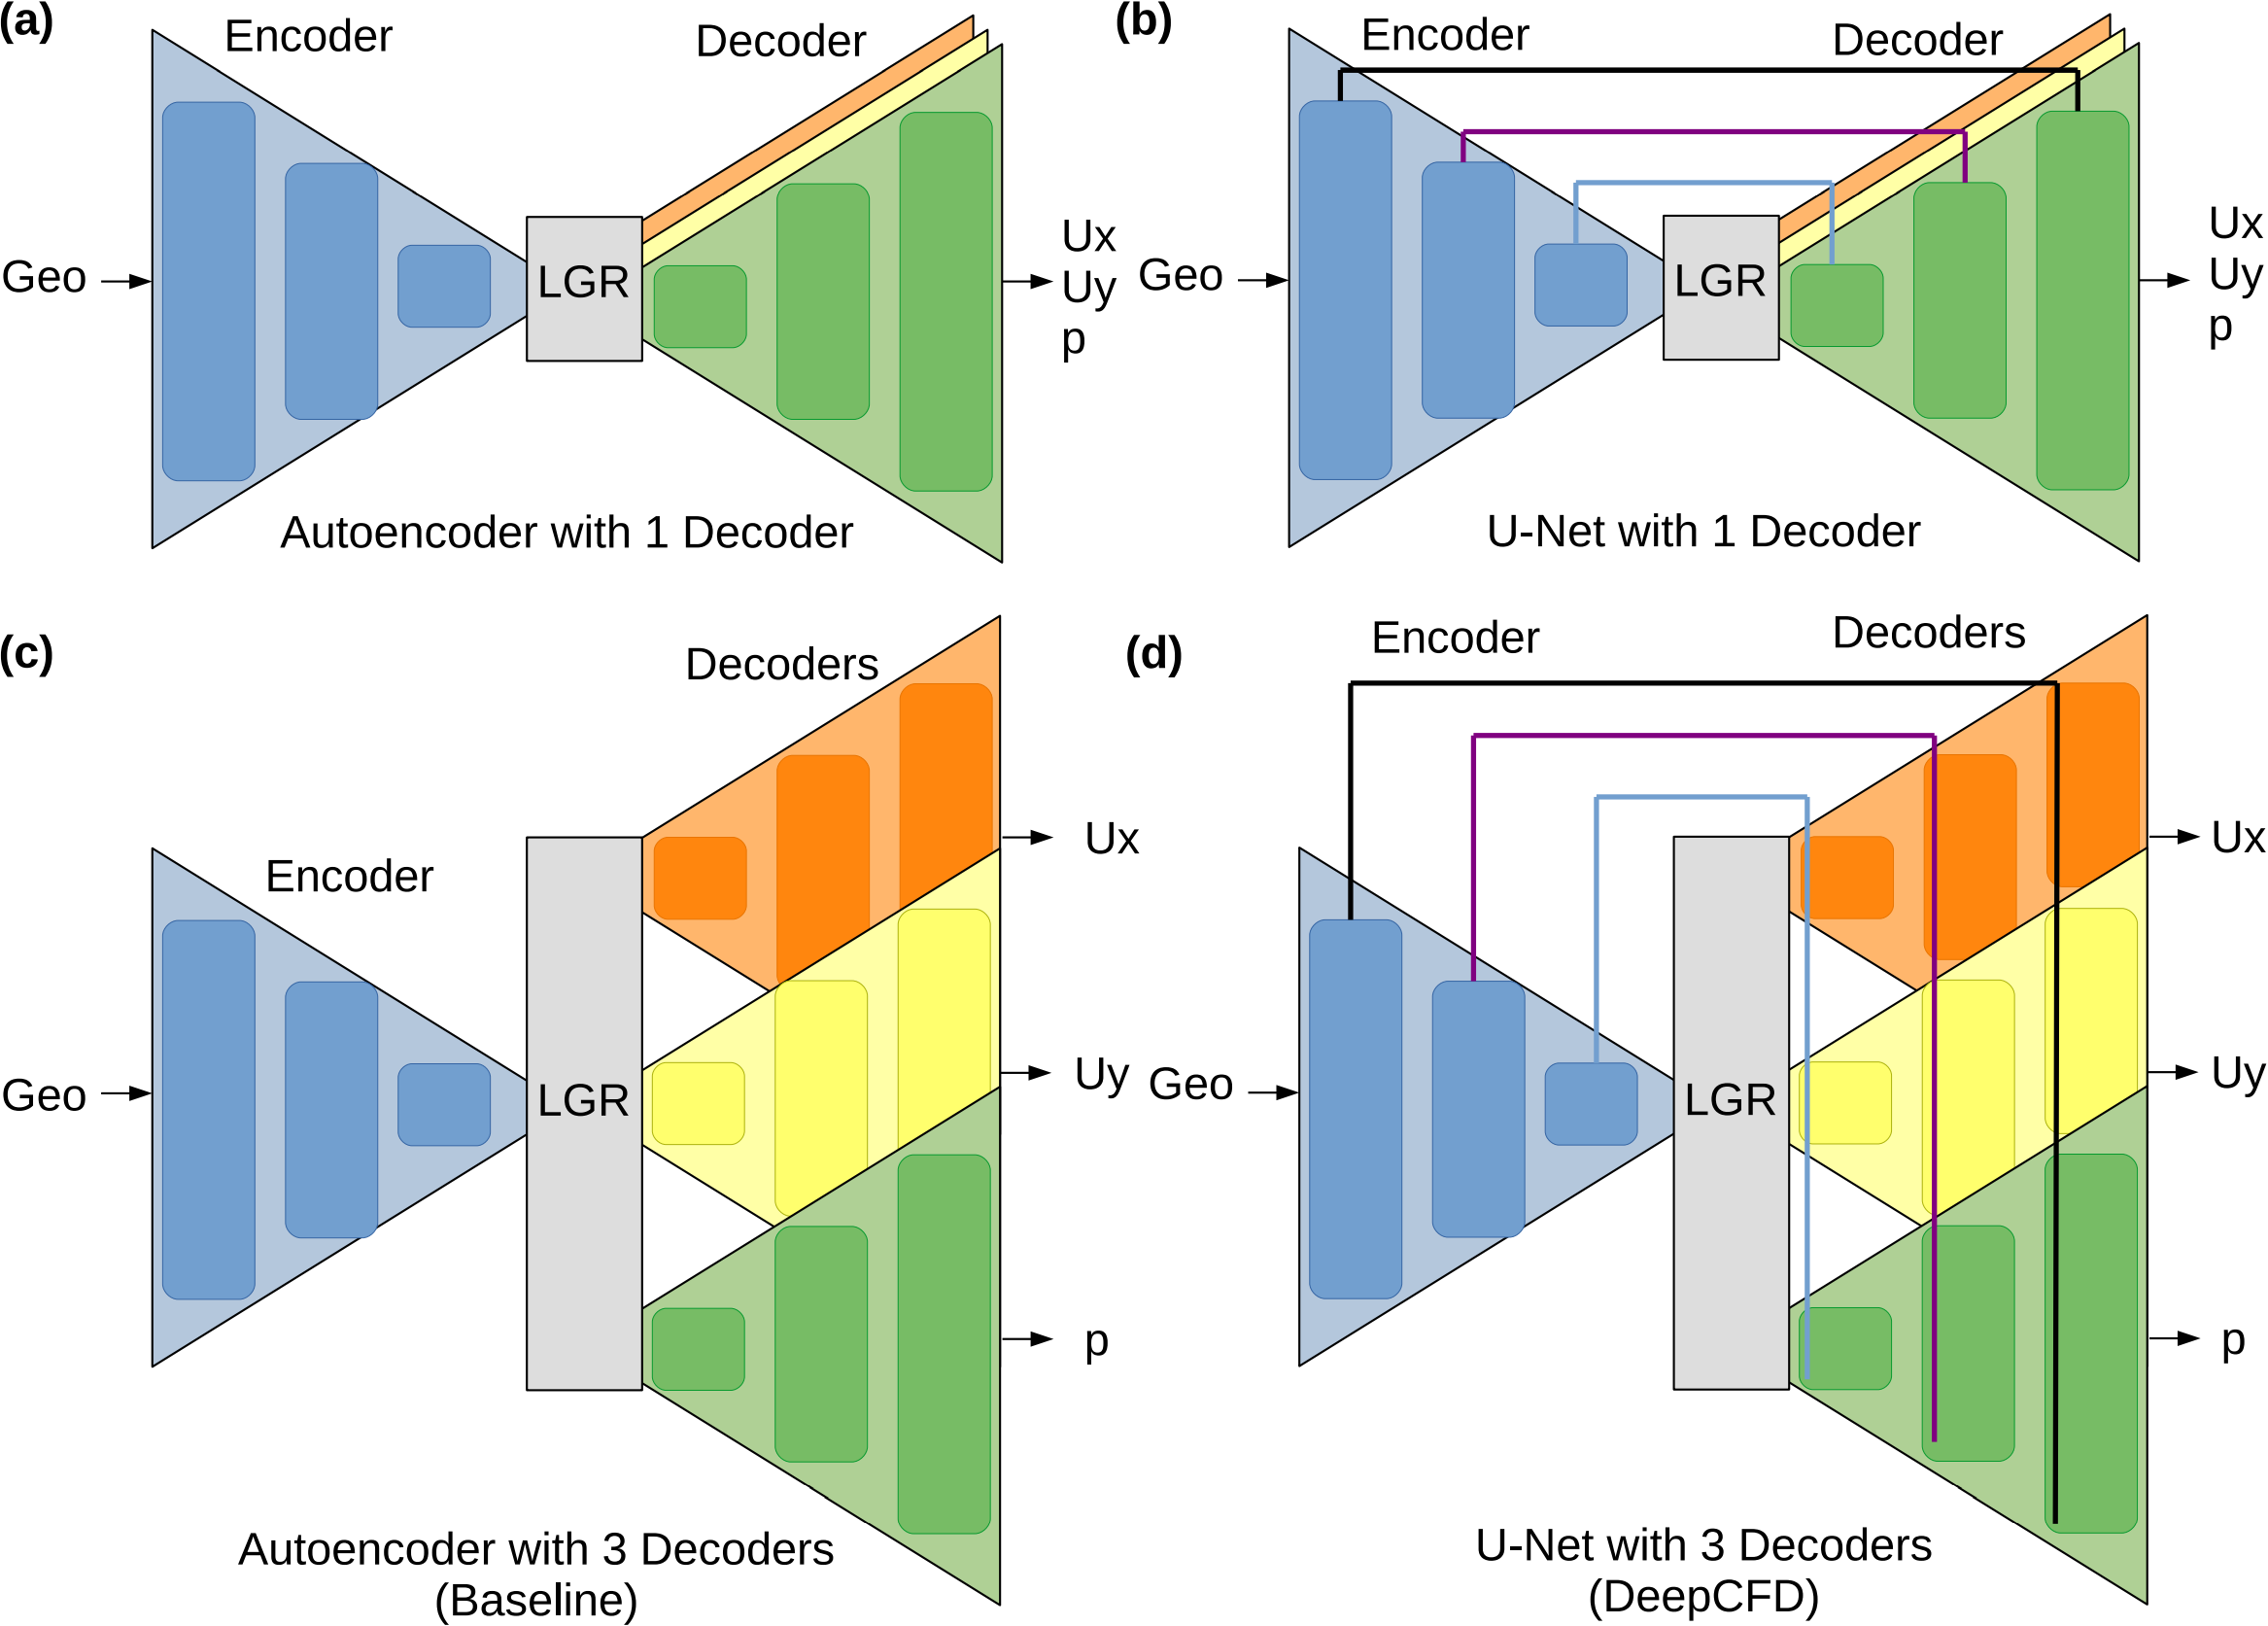 (a)
Encoder
Decoder
Geo
LGR
Ux
Uy
p
Autoencoder with 1 Decoder
(b)
Encoder
Decoder
Geo
LGR
Ux
Uy
p
U-Net with 1 Decoder
(c)
Decoders
Encoder
Geo
LGR
Ux
Uy
p
Autoencoder with 3 Decoders
(Baseline)
(d)
Encoder
Decoders
Geo
LGR
Ux
Uy
p
U-Net with 3 Decoders
(DeepCFD)